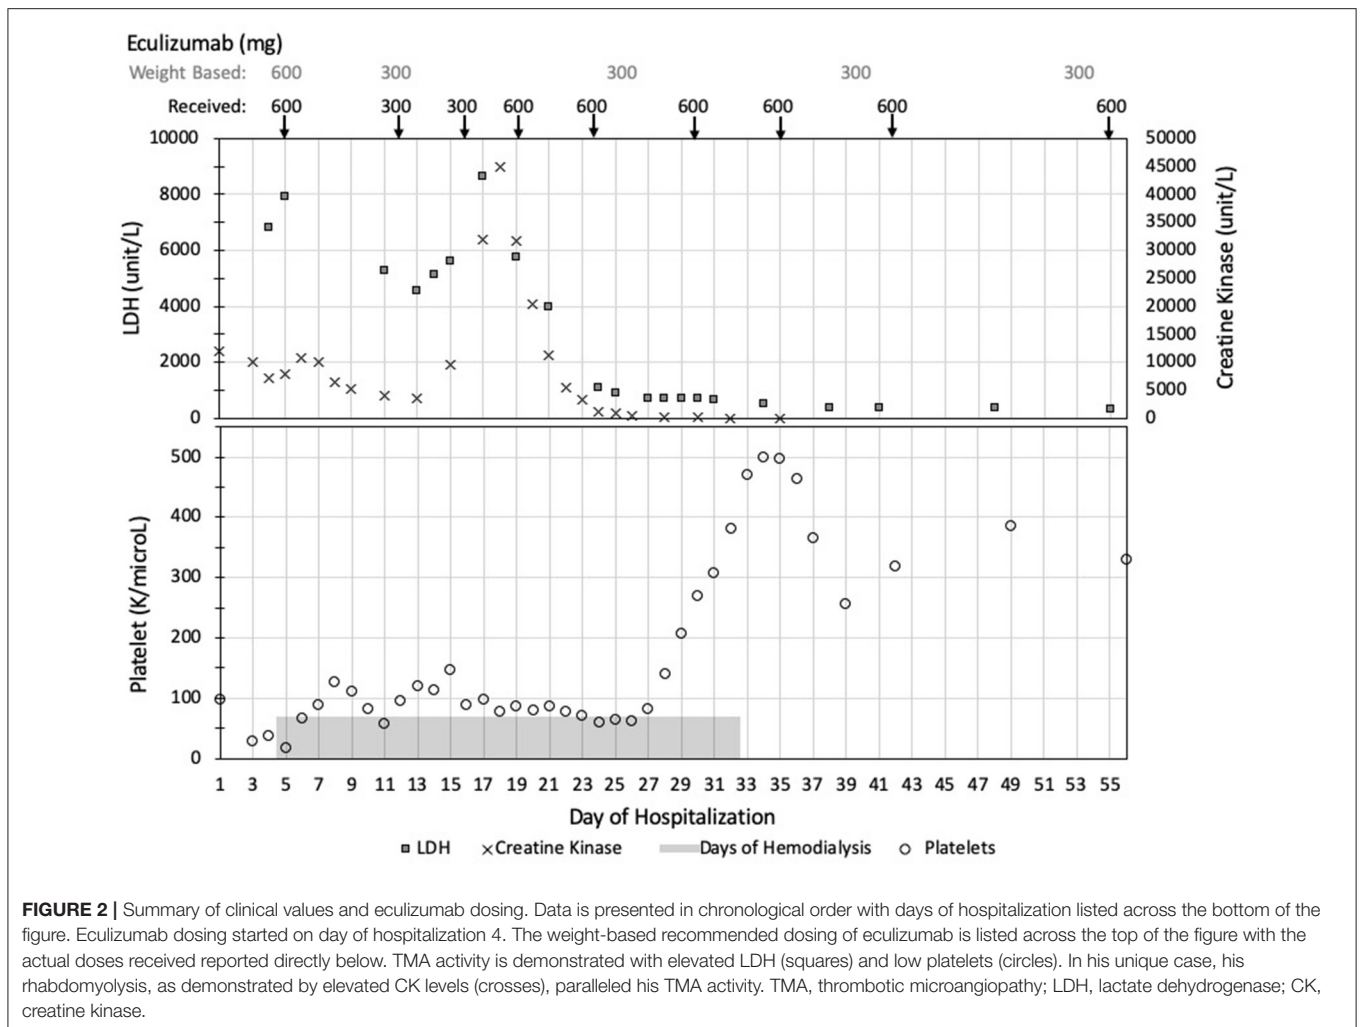 Eculizumab (mg)
Weight Based: 600 300 300 300 300
Received: 600 300 300 600 600 600 600 600 600
10000 50000
45000
8000 40000
35000
6000 30000
25000
4000 20000
15000
2000 10000
5000
0 0
LDH (unit/L)
Creatine Kinase (unit/L)
500
400
300
200
100
0
Platelet (K/microL)
1 3 5 7 9 11 13 15 17 19 21 23 25 27 29 31 33 35 37 39 41 43 45 47 49 51 53 55
Day of Hospitalization
LDH Creatine Kinase Days of Hemodialysis Platelets
FIGURE 2 | Summary of clinical values and eculizumab dosing. Data is presented in chronological order with days of hospitalization listed across the bottom of the
figure. Eculizumab dosing started on day of hospitalization 4. The weight-based recommended dosing of eculizumab is listed across the top of the figure with the
actual doses received reported directly below. TMA activity is demonstrated with elevated LDH (squares) and low platelets (circles). In his unique case, his
rhabdomyolysis, as demonstrated by elevated CK levels (crosses), paralleled his TMA activity. TMA, thrombotic microangiopathy; LDH, lactate dehydrogenase; CK,
creatine kinase.